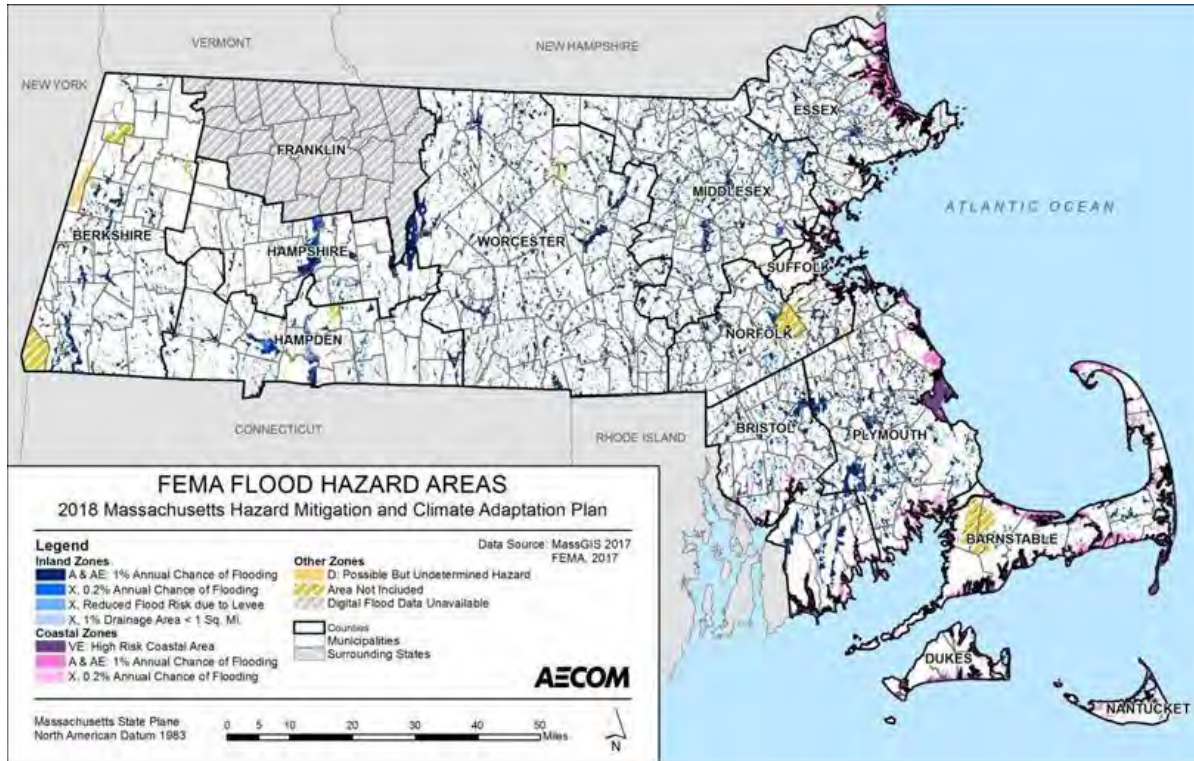 VERMONT
NEW HAMPSHIRE
NEW YORK
ESSEX
FRANKLIN
MIDDLESEX
ATLANTIC OCEAN
BERKSHIRE
HAMPSHIRE
WORCESTER
SUFFOLK
NORFOLK
HAMPDEN
CONNECTICUT
RHODE ISLAND
BRISTOL
PLYMOUTH
BARNSTABLE
DUKES
NANTUCKET
FEMA FLOOD HAZARD AREAS
2018 Massachusetts Hazard Mitigation and Climate Adaptation Plan
Legend
Inland Zones
A & AE: 1% Annual Chance of Flooding
X, 0.2% Annual Chance of Flooding
X, Reduced Flood Risk due to Levee
X, 1% Drainage Area < 1 Sq. Mi.
Coastal Zones
VE: High Risk Coastal Area
A & AE: 1% Annual Chance of Flooding
X, 0.2% Annual Chance of Flooding
Data Source: MassGIS 2017
FEMA, 2017
Other Zones
D: Possible But Undetermined Hazard
Area Not Included
Digital Flood Data Unavailable
Counties
Municipalities
Surrounding States
AECOM
Massachusetts State Plane
North American Datum 1983
0 5 10 20 30 40 50
Miles
N